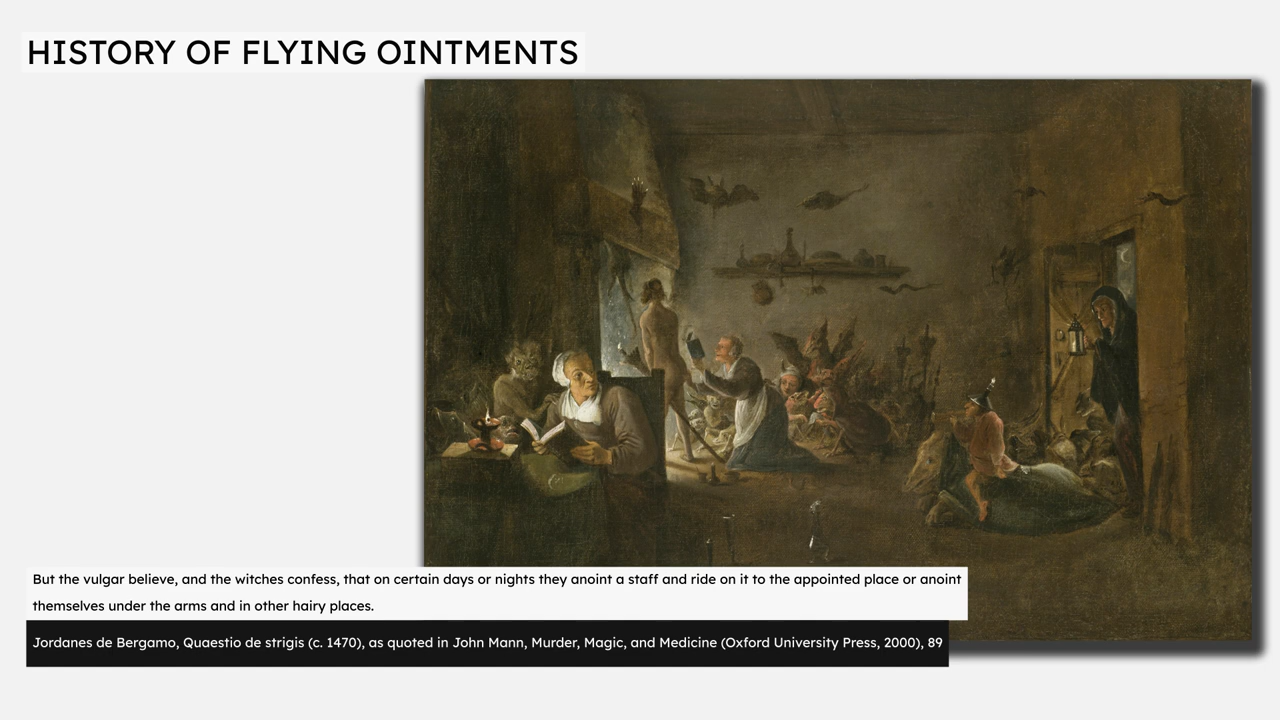 HISTORY OF FLYING OINTMENTS
But the vulgar believe, and the witches confess, that on certain days or nights they anoint a staff and ride on it to the appointed place or anoint
themselves under the arms and in other hairy places.
Jordanes de Bergamo, Quaestio de strigis (c. 1470), as quoted in John Mann, Murder, Magic, and Medicine (Oxford University Press, 2000), 89